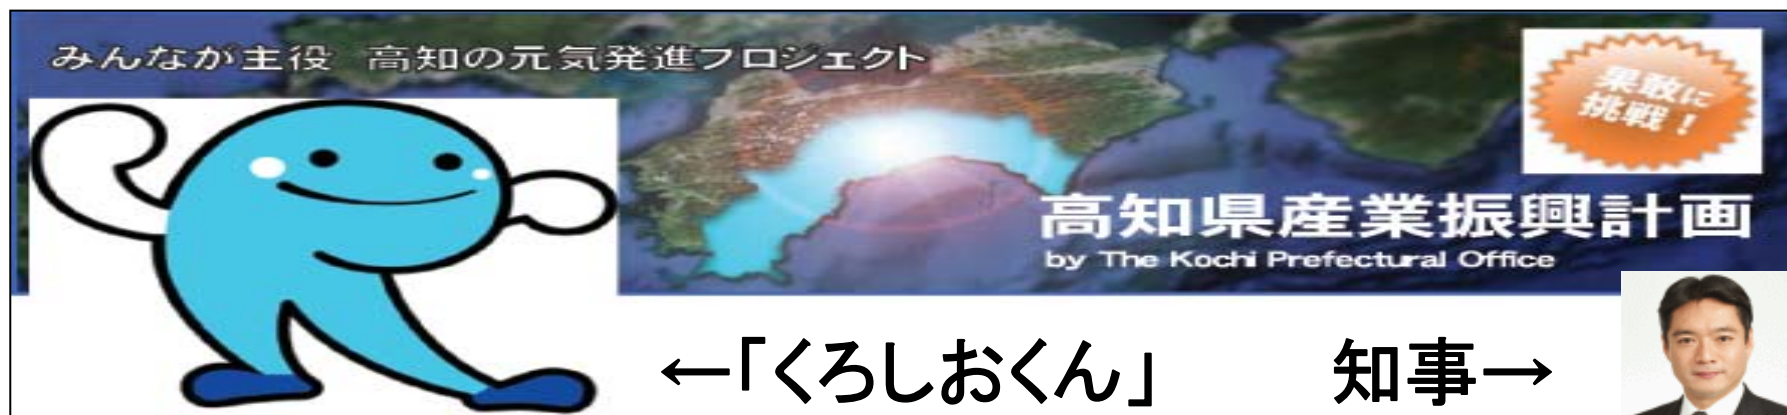 みんなが主役 高知の元気発進プロジェクト
果敢に
挑戦！
高知県産業振興計画
by The Kochi Prefectural Office
←「くろしおくん」 知事→